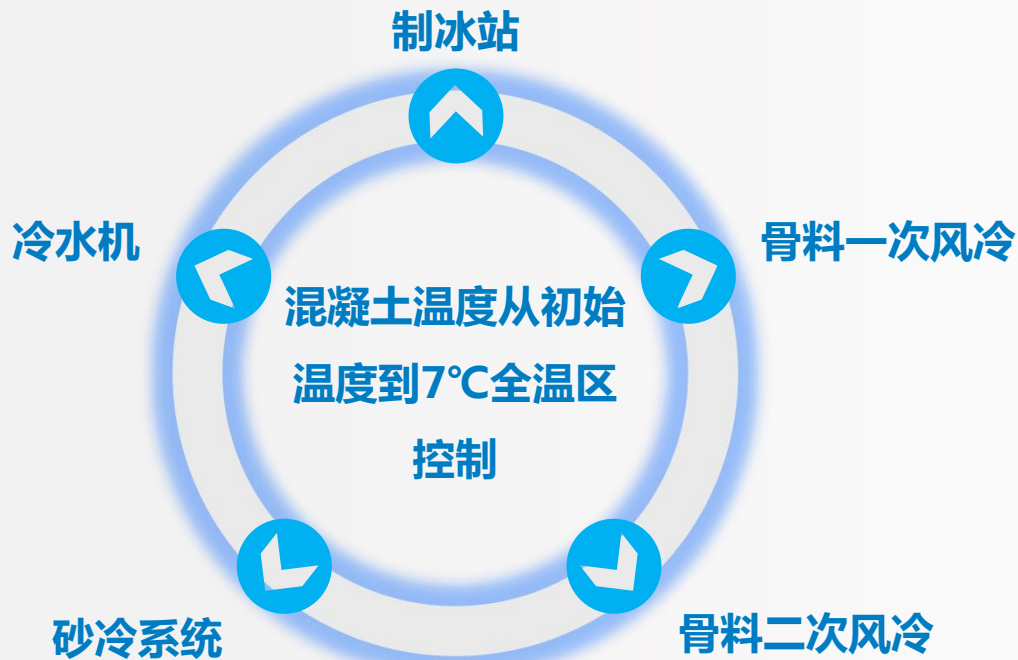 制冰站
冷水机
骨料一次风冷
混凝土温度从初始
温度到7℃全温区
控制
砂冷系统
骨料二次风冷